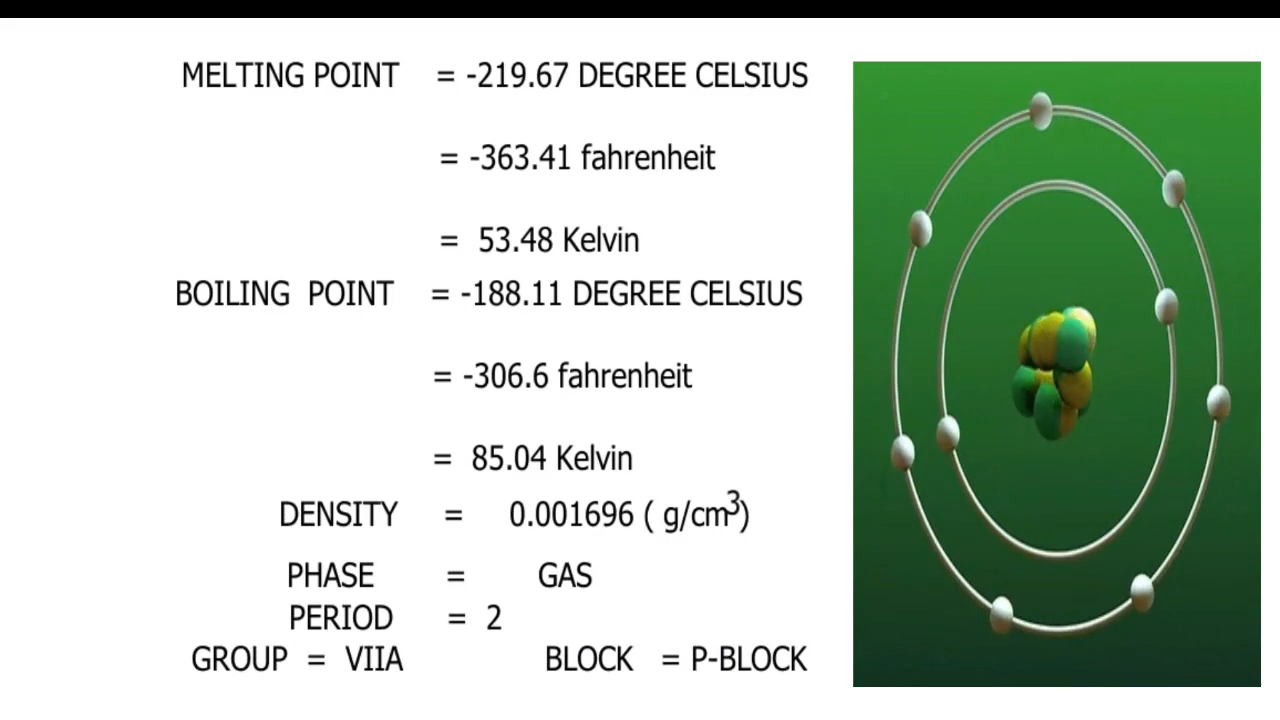 MELTING POINT = -219.67 DEGREE CELSIUS
= -363.41 fahrenheit
= 53.48 Kelvin
BOILING POINT = -188.11 DEGREE CELSIUS
= -306.6 fahrenheit
= 85.04 Kelvin
DENSITY = 0.001696 ( g/cm³)
PHASE = GAS
PERIOD = 2
GROUP = VIIA BLOCK = P-BLOCK